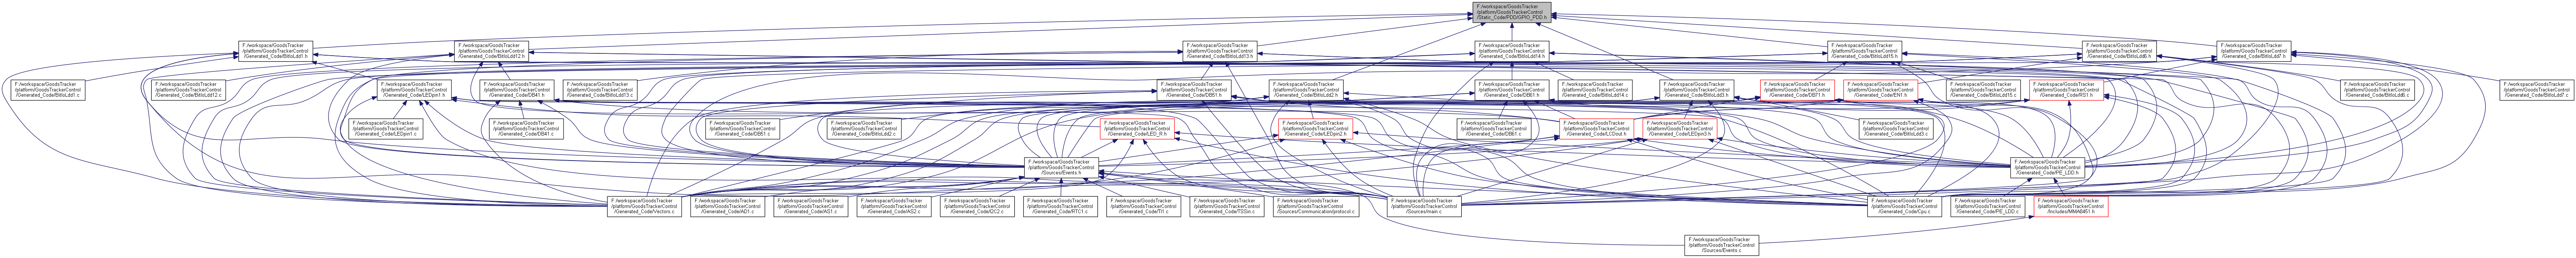 F:/workspace/GoodsTracker
/platform/GoodsTrackerControl
/Static_Code/PDD/GPIO_PDD.h
F:/workspace/GoodsTracker
/platform/GoodsTrackerControl
/Generated_Code/BitIoLdd1.h
F:/workspace/GoodsTracker
/platform/GoodsTrackerControl
/Generated_Code/BitIoLdd12.h
F:/workspace/GoodsTracker
/platform/GoodsTrackerControl
/Generated_Code/BitIoLdd13.h
F:/workspace/GoodsTracker
/platform/GoodsTrackerControl
/Generated_Code/BitIoLdd14.h
F:/workspace/GoodsTracker
/platform/GoodsTrackerControl
/Generated_Code/BitIoLdd15.h
F:/workspace/GoodsTracker
/platform/GoodsTrackerControl
/Generated_Code/BitIoLdd6.h
F:/workspace/GoodsTracker
/platform/GoodsTrackerControl
/Generated_Code/BitIoLdd7.h
F:/workspace/GoodsTracker
/platform/GoodsTrackerControl
/Generated_Code/BitIoLdd1.c
F:/workspace/GoodsTracker
/platform/GoodsTrackerControl
/Generated_Code/BitIoLdd12.c
F:/workspace/GoodsTracker
/platform/GoodsTrackerControl
/Generated_Code/LEDpin1.h
F:/workspace/GoodsTracker
/platform/GoodsTrackerControl
/Generated_Code/DB41.h
F:/workspace/GoodsTracker
/platform/GoodsTrackerControl
/Generated_Code/BitIoLdd13.c
F:/workspace/GoodsTracker
/platform/GoodsTrackerControl
/Generated_Code/DB51.h
F:/workspace/GoodsTracker
/platform/GoodsTrackerControl
/Generated_Code/BitIoLdd2.h
F:/workspace/GoodsTracker
/platform/GoodsTrackerControl
/Generated_Code/DB61.h
F:/workspace/GoodsTracker
/platform/GoodsTrackerControl
/Generated_Code/BitIoLdd14.c
F:/workspace/GoodsTracker
/platform/GoodsTrackerControl
/Generated_Code/BitIoLdd3.h
F:/workspace/GoodsTracker
/platform/GoodsTrackerControl
/Generated_Code/DB71.h
F:/workspace/GoodsTracker
/platform/GoodsTrackerControl
/Generated_Code/EN1.h
F:/workspace/GoodsTracker
/platform/GoodsTrackerControl
/Generated_Code/BitIoLdd15.c
F:/workspace/GoodsTracker
/platform/GoodsTrackerControl
/Generated_Code/RS1.h
F:/workspace/GoodsTracker
/platform/GoodsTrackerControl
/Generated_Code/BitIoLdd6.c
F:/workspace/GoodsTracker
/platform/GoodsTrackerControl
/Generated_Code/BitIoLdd7.c
F:/workspace/GoodsTracker
/platform/GoodsTrackerControl
/Generated_Code/LEDpin1.c
F:/workspace/GoodsTracker
/platform/GoodsTrackerControl
/Generated_Code/DB41.c
F:/workspace/GoodsTracker
/platform/GoodsTrackerControl
/Generated_Code/DB51.c
F:/workspace/GoodsTracker
/platform/GoodsTrackerControl
/Generated_Code/BitIoLdd2.c
F:/workspace/GoodsTracker
/platform/GoodsTrackerControl
/Generated_Code/LED_R.h
F:/workspace/GoodsTracker
/platform/GoodsTrackerControl
/Generated_Code/LEDpin2.h
F:/workspace/GoodsTracker
/platform/GoodsTrackerControl
/Generated_Code/DB61.c
F:/workspace/GoodsTracker
/platform/GoodsTrackerControl
/Generated_Code/LCDout.h
F:/workspace/GoodsTracker
/platform/GoodsTrackerControl
/Generated_Code/LEDpin3.h
F:/workspace/GoodsTracker
/platform/GoodsTrackerControl
/Generated_Code/BitIoLdd3.c
F:/workspace/GoodsTracker
/platform/GoodsTrackerControl
/Sources/Events.h
F:/workspace/GoodsTracker
/platform/GoodsTrackerControl
/Generated_Code/PE_LDD.h
F:/workspace/GoodsTracker
/platform/GoodsTrackerControl
/Generated_Code/Vectors.c
F:/workspace/GoodsTracker
/platform/GoodsTrackerControl
/Generated_Code/AD1.c
F:/workspace/GoodsTracker
/platform/GoodsTrackerControl
/Generated_Code/AS1.c
F:/workspace/GoodsTracker
/platform/GoodsTrackerControl
/Generated_Code/AS2.c
F:/workspace/GoodsTracker
/platform/GoodsTrackerControl
/Generated_Code/I2C2.c
F:/workspace/GoodsTracker
/platform/GoodsTrackerControl
/Generated_Code/RTC1.c
F:/workspace/GoodsTracker
/platform/GoodsTrackerControl
/Generated_Code/TI1.c
F:/workspace/GoodsTracker
/platform/GoodsTrackerControl
/Generated_Code/TSSin.c
F:/workspace/GoodsTracker
/platform/GoodsTrackerControl
/Sources/Communication/protocol.c
F:/workspace/GoodsTracker
/platform/GoodsTrackerControl
/Sources/main.c
F:/workspace/GoodsTracker
/platform/GoodsTrackerControl
/Generated_Code/Cpu.c
F:/workspace/GoodsTracker
/platform/GoodsTrackerControl
/Generated_Code/PE_LDD.c
F:/workspace/GoodsTracker
/platform/GoodsTrackerControl
/Includes/MMA8451.h
F:/workspace/GoodsTracker
/platform/GoodsTrackerControl
/Sources/Events.c